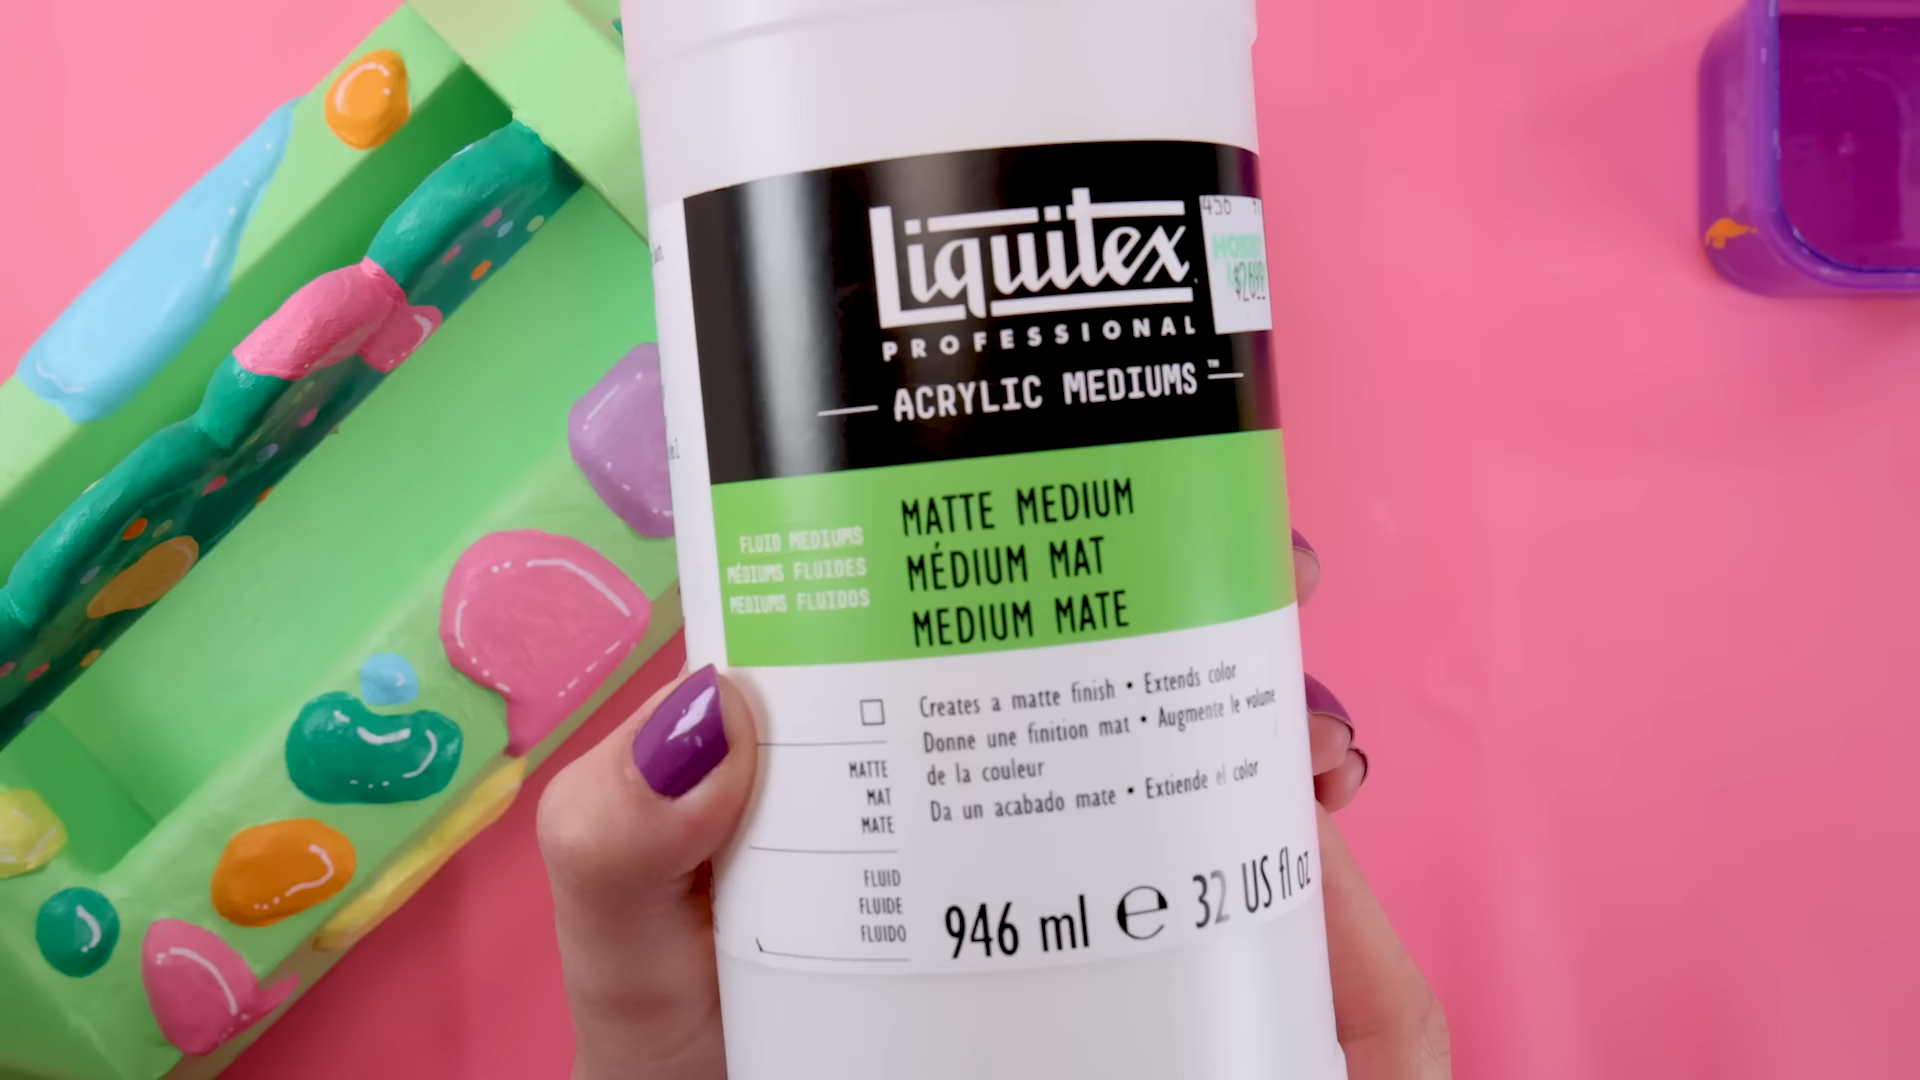 Liquitex
PROFESSIONAL
ACRYLIC MEDIUMS™
456
FLUID MEDIUMS
MÉDIUMS FLUIDES
MEDIUMS FLUIDOS
MATTE MEDIUM
MÉDIUM MAT
MEDIUM MATE
Creates a matte finish • Extends color
Donne une finition mat • Augmente le volume
de la couleur
Da un acabado mate • Extiende el color
MATTE
MAT
MATE
FLUID
FLUIDE
FLUIDO
946 ml e 32 US fl oz